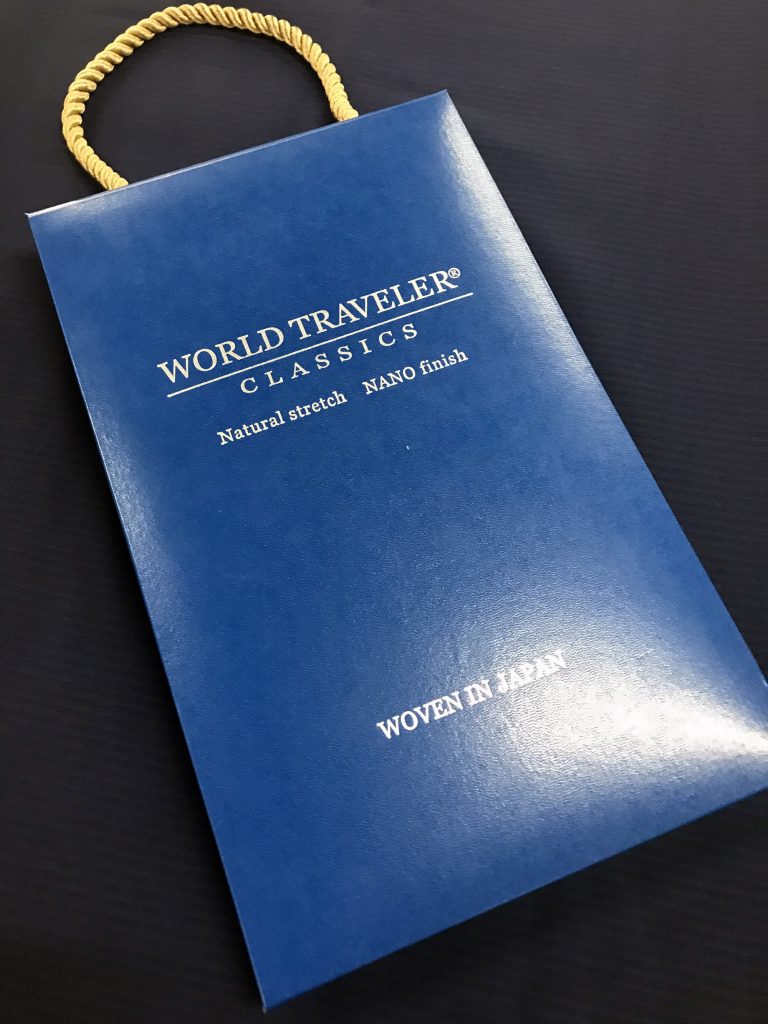 WORLD TRAVELER®
CLASSICS
Natural stretch NANO finish
WOVEN IN JAPAN